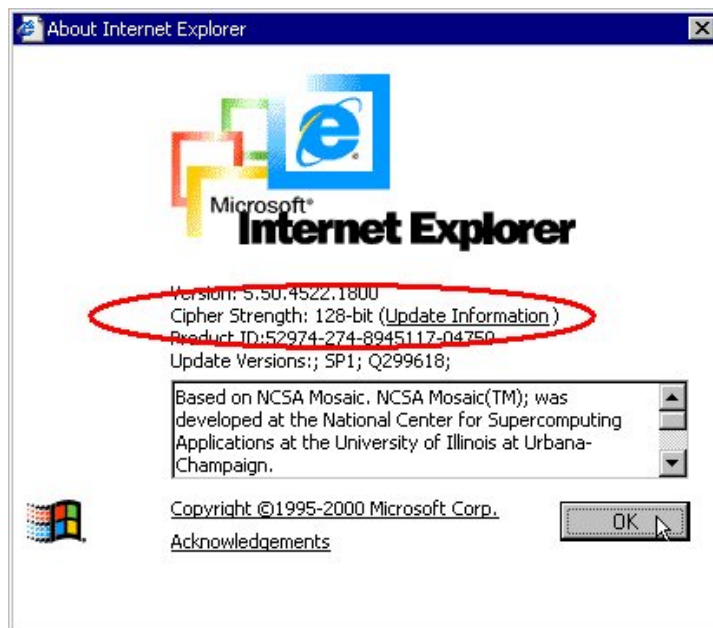 About Internet Explorer
Microsoft®
Internet Explorer
Version: 5.50.4522.1800
Cipher Strength: 128-bit (Update Information )
Product ID:52974-274-8945117-04750
Update Versions:; SP1; Q299618;
Based on NCSA Mosaic. NCSA Mosaic(TM); was
developed at the National Center for Supercomputing
Applications at the University of Illinois at Urbana-
Champaign.
Copyright ©1995-2000 Microsoft Corp.
OK
Acknowledgements